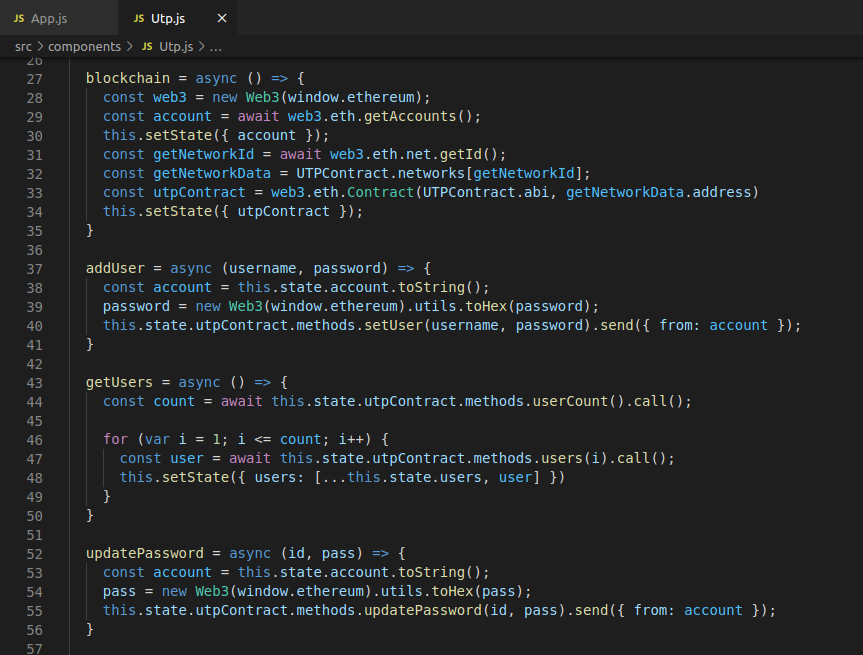 JS App.js JS Utp.js ×
src > components > JS Utp.js > ...
26
27 blockchain = async () => {
28 const web3 = new Web3(window.ethereum);
29 const account = await web3.eth.getAccounts();
30 this.setState({ account });
31 const getNetworkId = await web3.eth.net.getId();
32 const getNetworkData = UTPContract.networks[getNetworkId];
33 const utpContract = web3.eth.Contract(UTPContract.abi, getNetworkData.address)
34 this.setState({ utpContract });
35 }
36
37 addUser = async (username, password) => {
38 const account = this.state.account.toString();
39 password = new Web3(window.ethereum).utils.toHex(password);
40 this.state.utpContract.methods.setUser(username, password).send({ from: account });
41 }
42
43 getUsers = async () => {
44 const count = await this.state.utpContract.methods.userCount().call();
45
46 for (var i = 1; i <= count; i++) {
47 const user = await this.state.utpContract.methods.users(i).call();
48 this.setState({ users: [...this.state.users, user] })
49 }
50 }
51
52 updatePassword = async (id, pass) => {
53 const account = this.state.account.toString();
54 pass = new Web3(window.ethereum).utils.toHex(pass);
55 this.state.utpContract.methods.updatePassword(id, pass).send({ from: account });
56 }
57